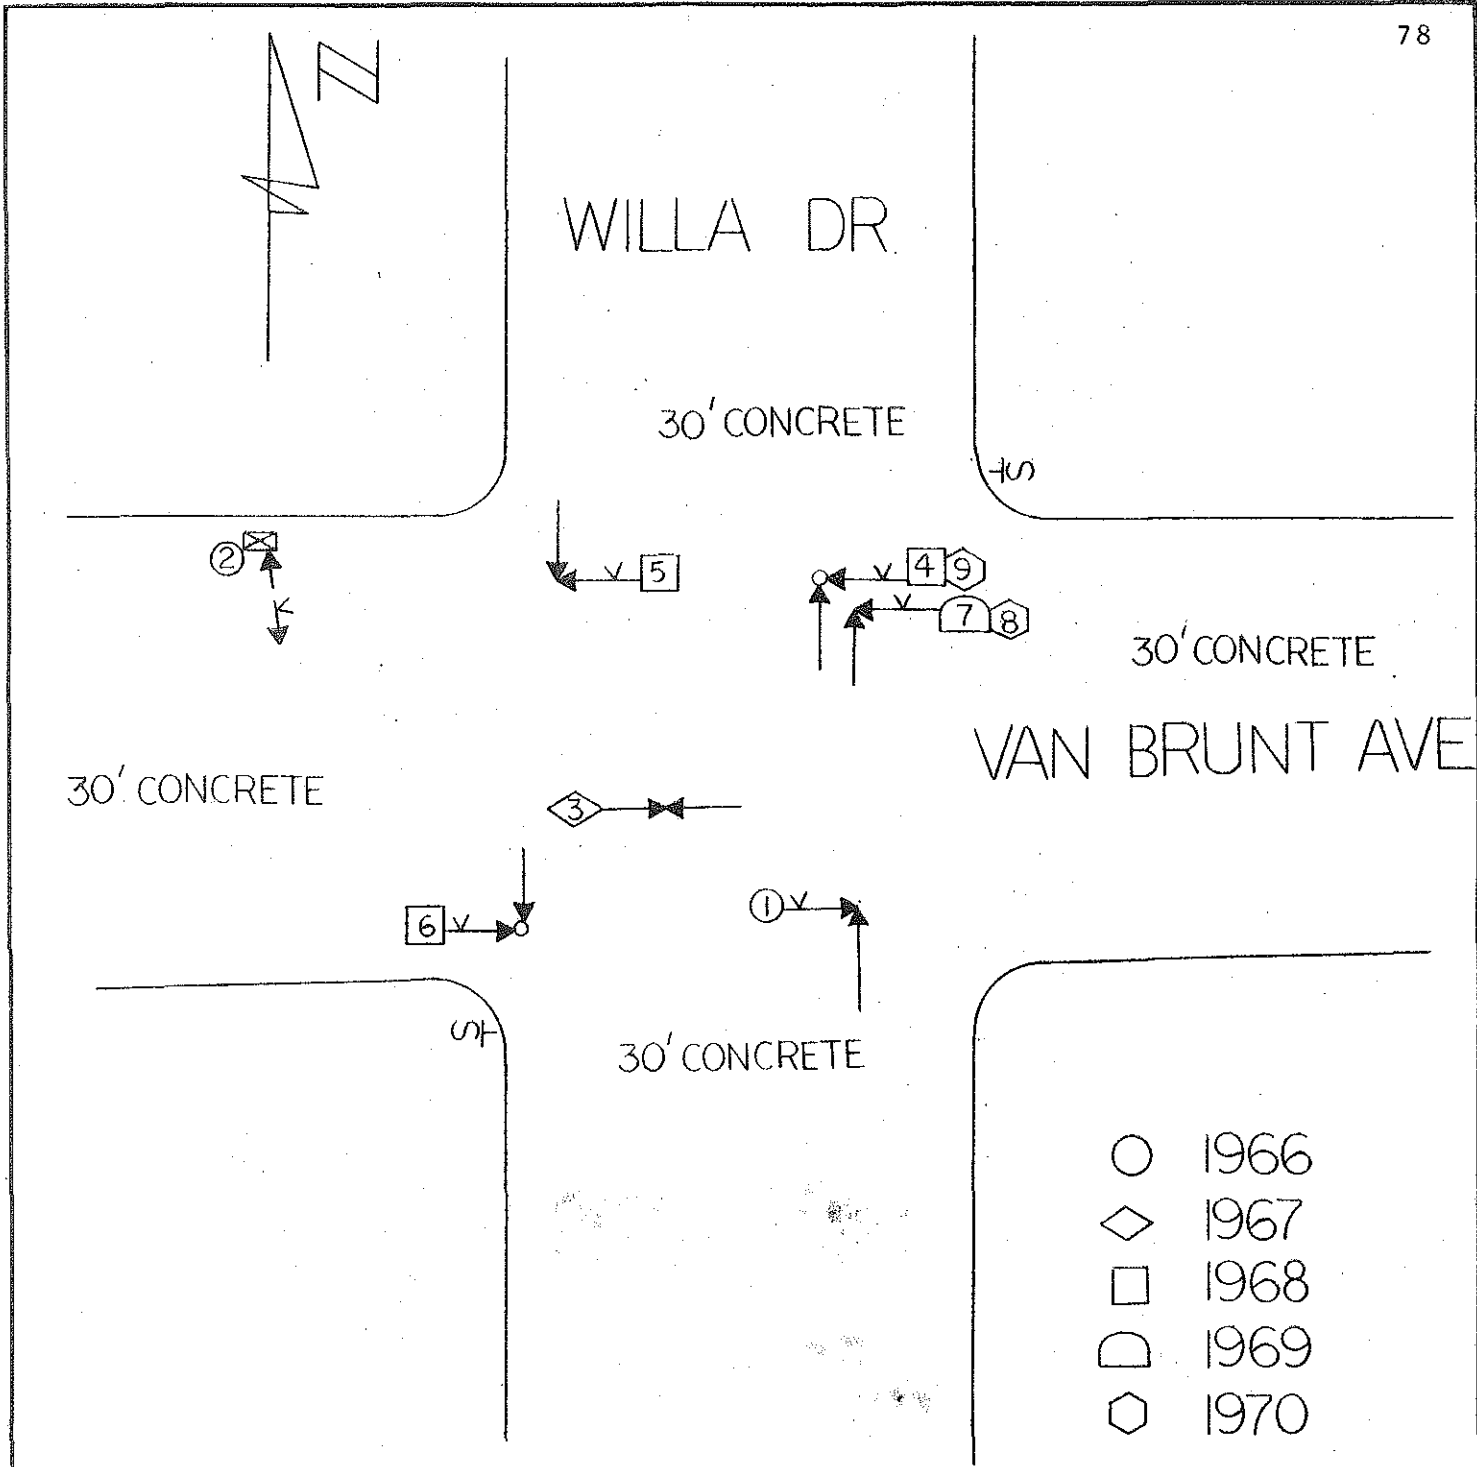 78
N
WILLA DR.
30' CONCRETE
S
2
5
4 9
7 8
30' CONCRETE
VAN BRUNT AVE
30' CONCRETE
3
1
6
S
30' CONCRETE
1966
1967
1968
1969
1970